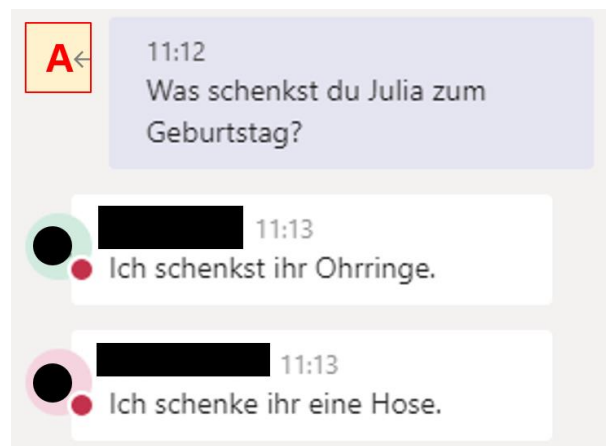 A
11:12
Was schenkst du Julia zum
Geburtstag?
11:13
Ich schenkst ihr Ohrringe.
11:13
Ich schenke ihr eine Hose.